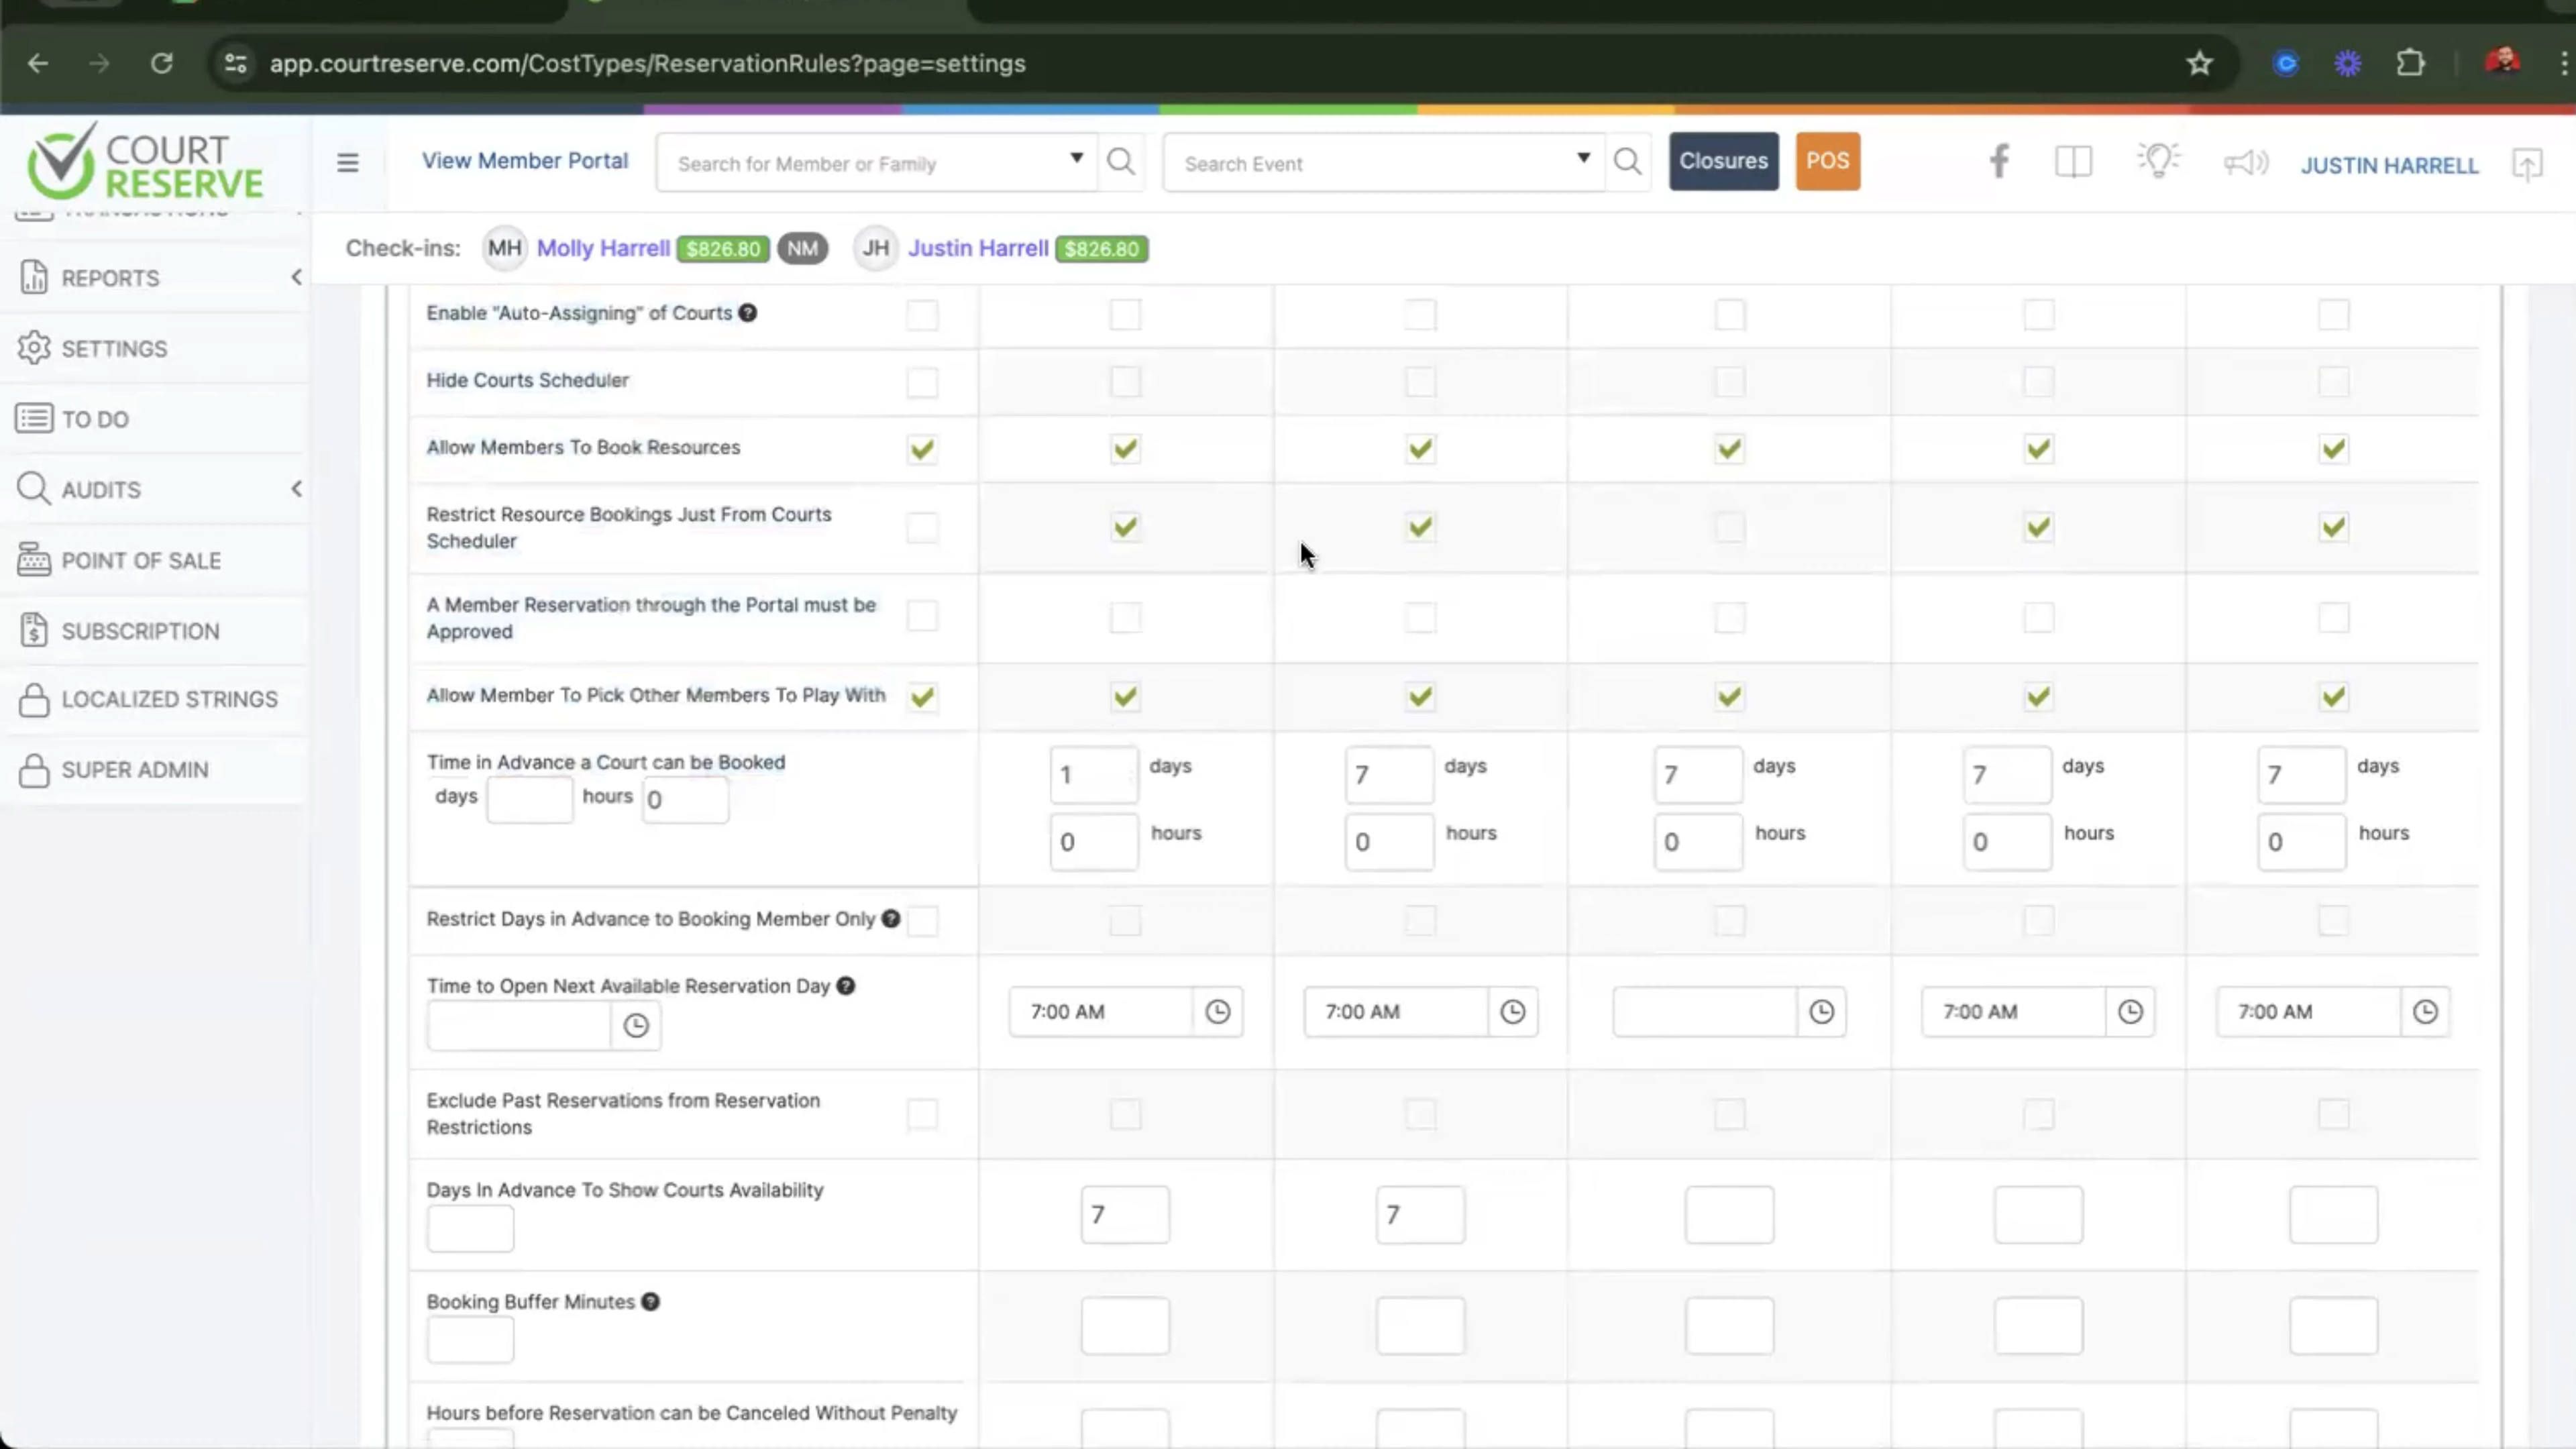 app.courtreserve.com/CostTypes/ReservationRules?page=settings
COURT
RESERVE
View Member Portal
Search for Member or Family
Search Event
Closures
POS
JUSTIN HARRELL
Check-ins: MH Molly Harrell $826.80 NM JH Justin Harrell $826.80
REPORTS
SETTINGS
TO DO
AUDITS
POINT OF SALE
SUBSCRIPTION
LOCALIZED STRINGS
SUPER ADMIN
Enable "Auto-Assigning" of Courts ?
Hide Courts Scheduler
Allow Members To Book Resources
Restrict Resource Bookings Just From Courts
Scheduler
A Member Reservation through the Portal must be
Approved
Allow Member To Pick Other Members To Play With
Time in Advance a Court can be Booked
days hours 0
1 days 7 days 7 days 7 days 7 days
0 hours 0 hours 0 hours 0 hours 0 hours
Restrict Days in Advance to Booking Member Only ?
Time to Open Next Available Reservation Day ?
7:00 AM 7:00 AM 7:00 AM 7:00 AM
Exclude Past Reservations from Reservation
Restrictions
Days In Advance To Show Courts Availability
7 7
Booking Buffer Minutes ?
Hours before Reservation can be Canceled Without Penalty